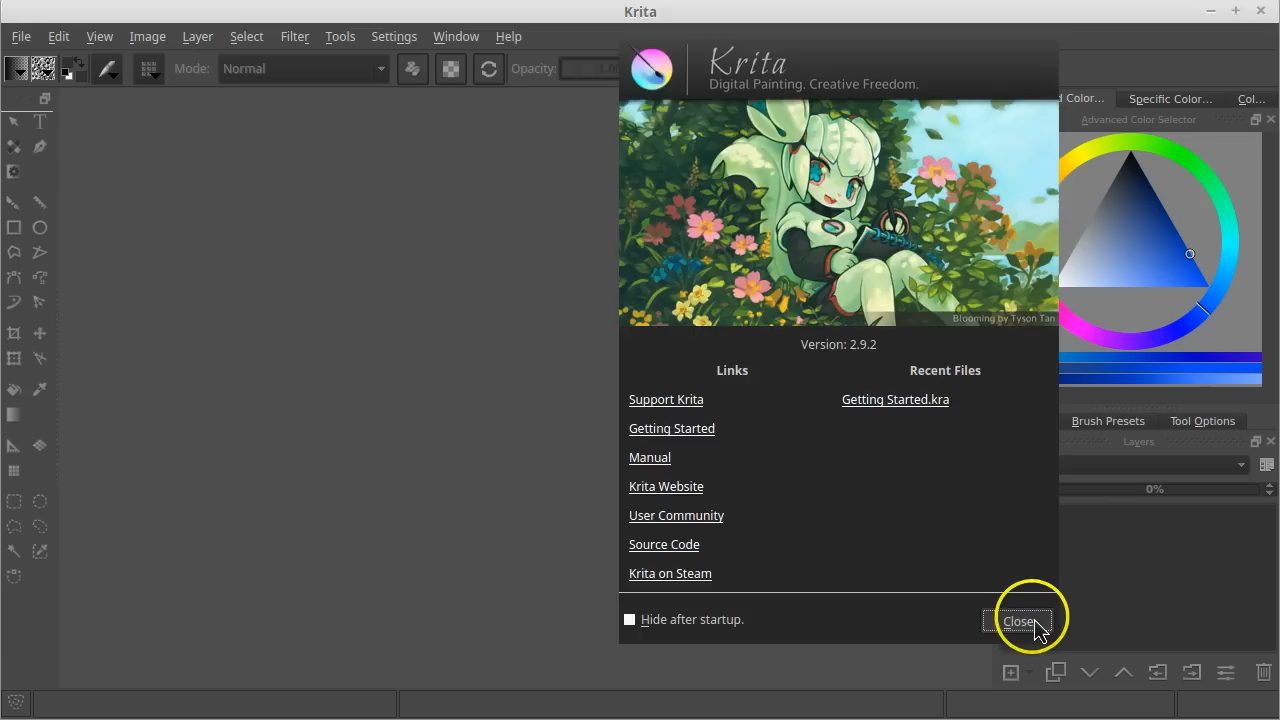 Krita
File Edit View Image Layer Select Filter Tools Settings Window Help
Mode: Normal Opacity:
Krita
Digital Painting. Creative Freedom.
d Color... Specific Color... Col...
Advanced Color Selector
Blooming by Tyson Tan
Version: 2.9.2
Links Recent Files
Support Krita Getting Started.kra
Getting Started
Manual
Krita Website
User Community
Source Code
Krita on Steam
Hide after startup.
Close
Brush Presets Tool Options
Layers
0%